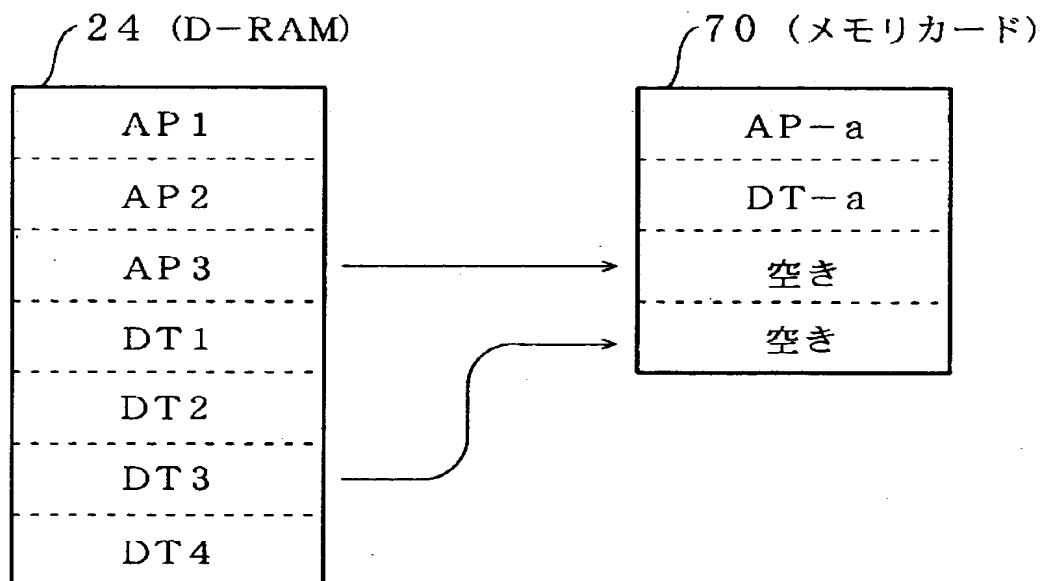 24 (D-RAM)
AP1
AP2
AP3
DT1
DT2
DT3
DT4
70 (メモリカード)
AP-a
DT-a
空き
空き